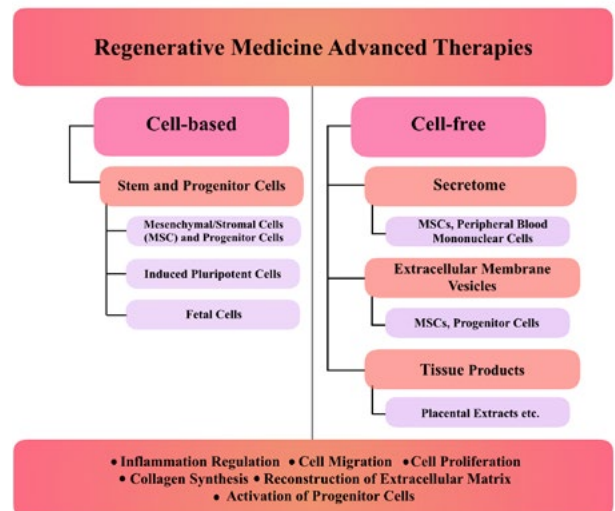 Regenerative Medicine Advanced Therapies
Cell-based
Stem and Progenitor Cells
Mesenchymal/Stromal Cells
(MSC) and Progenitor Cells
Induced Pluripotent Cells
Fetal Cells
Cell-free
Secretome
MSCs, Peripheral Blood
Mononuclear Cells
Extracellular Membrane
Vesicles
MSCs, Progenitor Cells
Tissue Products
Placental Extracts etc.
• Inflammation Regulation • Cell Migration • Cell Proliferation
• Collagen Synthesis • Reconstruction of Extracellular Matrix
• Activation of Progenitor Cells